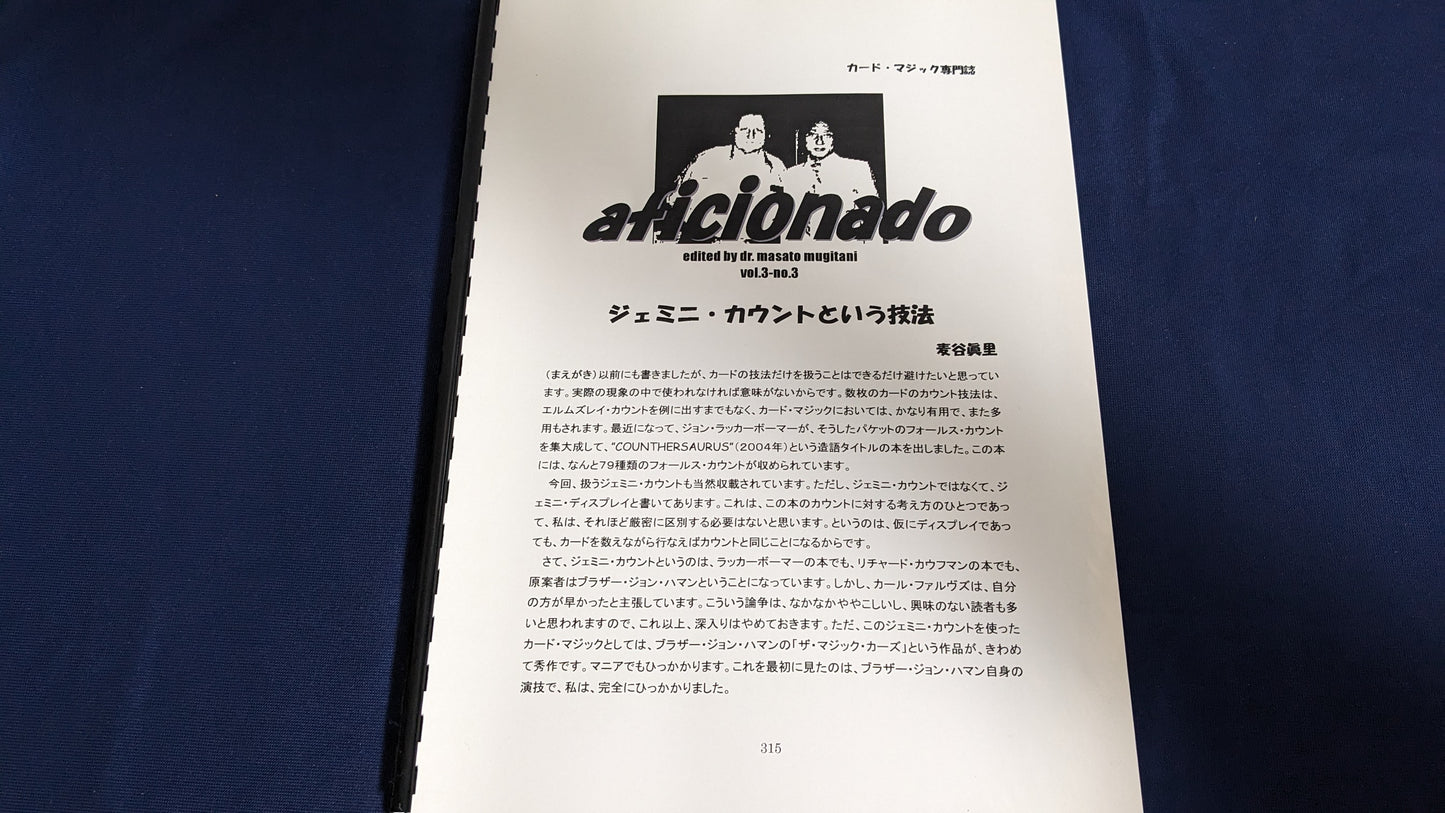 カード・マジック専門誌
aficionado
edited by dr. masato mugitani
vol.3-no.3
ジェミニ・カウントという技法
麦谷眞里
（まえがき）以前にも書きましたが、カードの技法だけを扱うことはできるだけ避けたいと思ってい
ます。実際の現象の中で使われなければ意味がないからです。数枚のカードのカウント技法は、
エルムズレイ・カウントを例に出すまでもなく、カード・マジックにおいては、かなり有用で、また多
用もされます。最近になって、ジョン・ラッカーボーマーが、そうしたパケットのフォールス・カウント
を集大成して、"COUNTHERSAURUS"（2004年）という造語タイトルの本を出しました。この本
には、なんと79種類のフォールス・カウントが収められています。
今回、扱うジェミニ・カウントも当然収載されています。ただし、ジェミニ・カウントではなくて、ジ
ェミニ・ディスプレイと書いてあります。これは、この本のカウントに対する考え方のひとつであっ
て、私は、それほど厳密に区別する必要はないと思います。というのは、仮にディスプレイであっ
ても、カードを数えながら行なえばカウントと同じことになるからです。
さて、ジェミニ・カウントというのは、ラッカーボーマーの本でも、リチャード・カウフマンの本でも、
原案者はブラザー・ジョン・ハマンということになっています。しかし、カール・ファルヴズは、自分
の方が早かったと主張しています。こういう論争は、なかなかややこしいし、興味のない読者も多
いと思われますので、これ以上、深入りはやめておきます。ただ、このジェミニ・カウントを使った
カード・マジックとしては、ブラザー・ジョン・ハマンの「ザ・マジック・カーズ」という作品が、きわめ
て秀作です。マニアでもひっかかります。これを最初に見たのは、ブラザー・ジョン・ハマン自身の
演技で、私は、完全にひっかかりました。
315